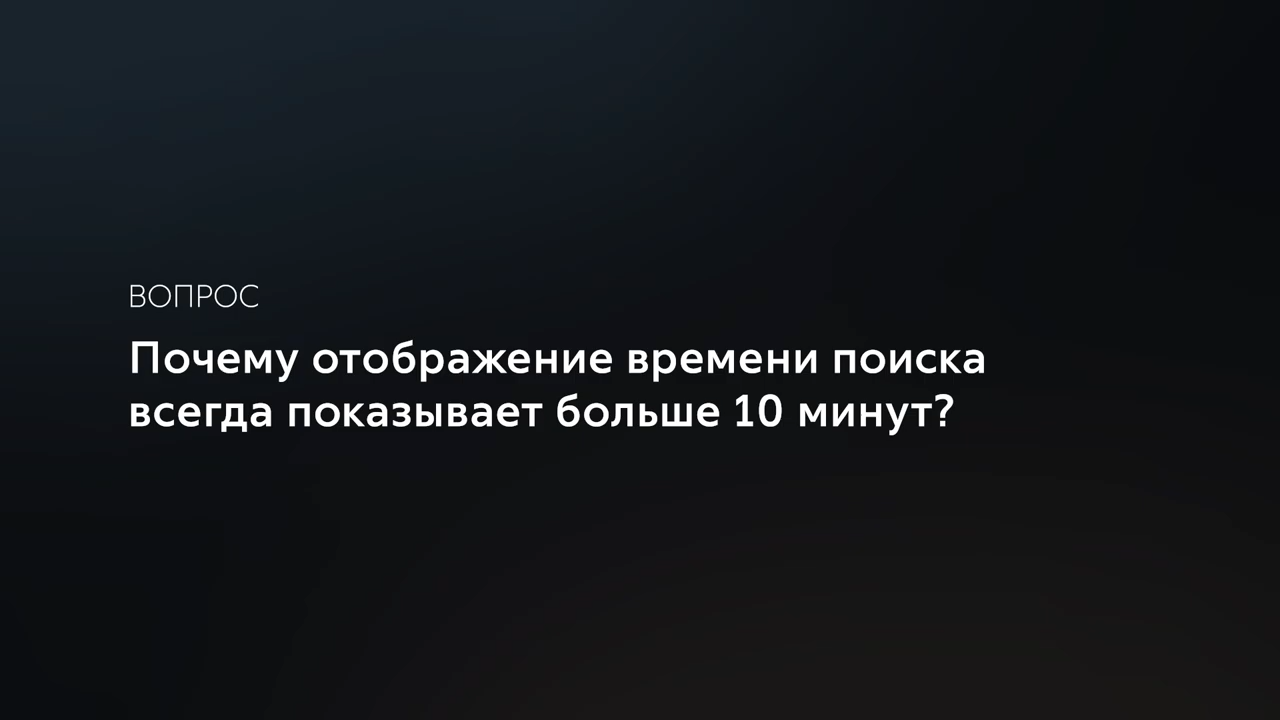 ВОПРОС
Почему отображение времени поиска
всегда показывает больше 10 минут?